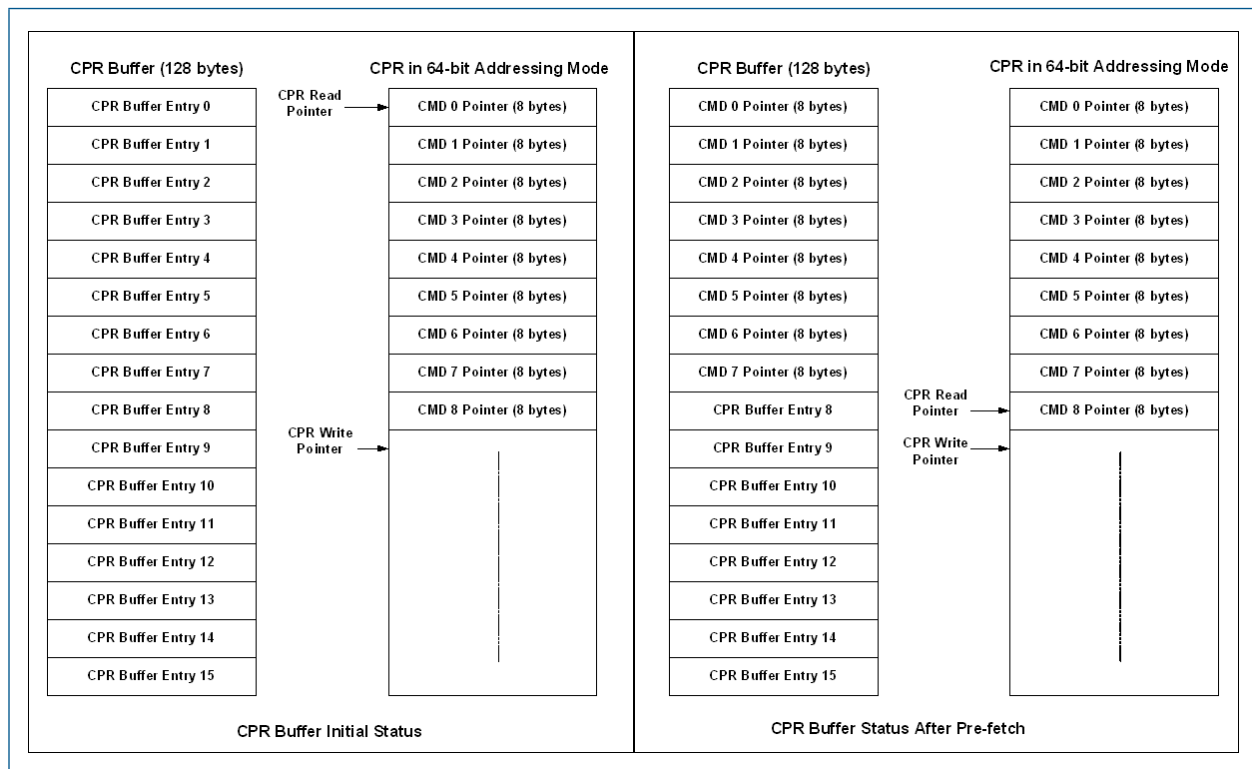 CPR Buffer (128 bytes)
CPR Buffer Entry 0
CPR Buffer Entry 1
CPR Buffer Entry 2
CPR Buffer Entry 3
CPR Buffer Entry 4
CPR Buffer Entry 5
CPR Buffer Entry 6
CPR Buffer Entry 7
CPR Buffer Entry 8
CPR Buffer Entry 9
CPR Buffer Entry 10
CPR Buffer Entry 11
CPR Buffer Entry 12
CPR Buffer Entry 13
CPR Buffer Entry 14
CPR Buffer Entry 15
CPR Read
Pointer
CPR Write
Pointer
CPR in 64-bit Addressing Mode
CMD 0 Pointer (8 bytes)
CMD 1 Pointer (8 bytes)
CMD 2 Pointer (8 bytes)
CMD 3 Pointer (8 bytes)
CMD 4 Pointer (8 bytes)
CMD 5 Pointer (8 bytes)
CMD 6 Pointer (8 bytes)
CMD 7 Pointer (8 bytes)
CMD 8 Pointer (8 bytes)
CPR Buffer Initial Status
CPR Buffer (128 bytes)
CMD 0 Pointer (8 bytes)
CMD 1 Pointer (8 bytes)
CMD 2 Pointer (8 bytes)
CMD 3 Pointer (8 bytes)
CMD 4 Pointer (8 bytes)
CMD 5 Pointer (8 bytes)
CMD 6 Pointer (8 bytes)
CMD 7 Pointer (8 bytes)
CPR Buffer Entry 8
CPR Buffer Entry 9
CPR Buffer Entry 10
CPR Buffer Entry 11
CPR Buffer Entry 12
CPR Buffer Entry 13
CPR Buffer Entry 14
CPR Buffer Entry 15
CPR Read
Pointer
CPR Write
Pointer
CPR in 64-bit Addressing Mode
CMD 0 Pointer (8 bytes)
CMD 1 Pointer (8 bytes)
CMD 2 Pointer (8 bytes)
CMD 3 Pointer (8 bytes)
CMD 4 Pointer (8 bytes)
CMD 5 Pointer (8 bytes)
CMD 6 Pointer (8 bytes)
CMD 7 Pointer (8 bytes)
CMD 8 Pointer (8 bytes)
CPR Buffer Status After Pre-fetch